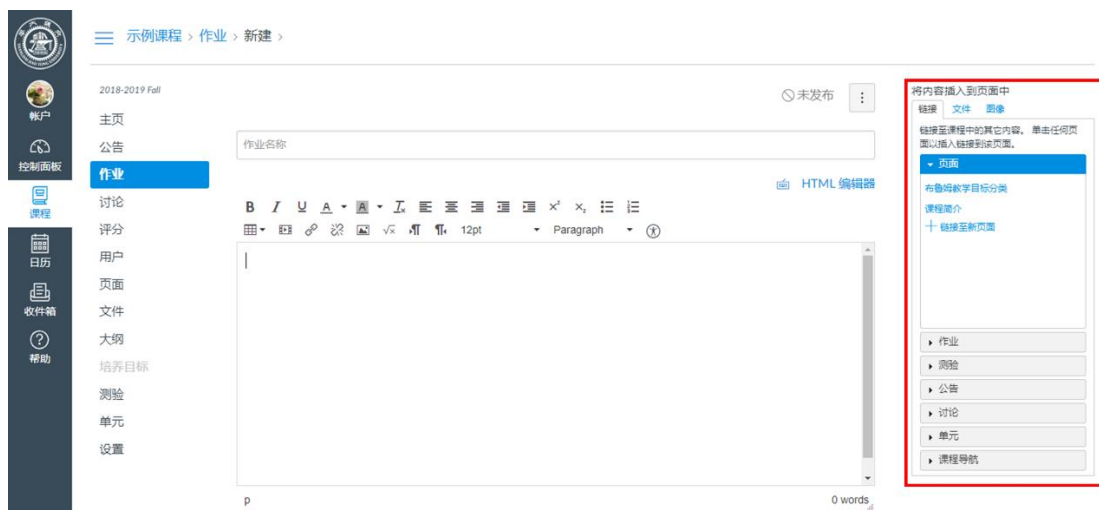 示例课程 › 作业 › 新建 ›
帐户
控制面板
课程
日历
收件箱
帮助
2018-2019 Fall
主页
公告
作业
讨论
评分
用户
页面
文件
大纲
培养目标
测验
单元
设置
未发布
作业名称
HTML 编辑器
12pt
Paragraph
p
0 words
将内容插入到页面中
链接 文件 图像
链接至课程中的其它内容。 单击任何页
面以插入链接到该页面。
页面
布鲁姆教学目标分类
课程简介
链接至新页面
作业
测验
公告
讨论
单元
课程导航